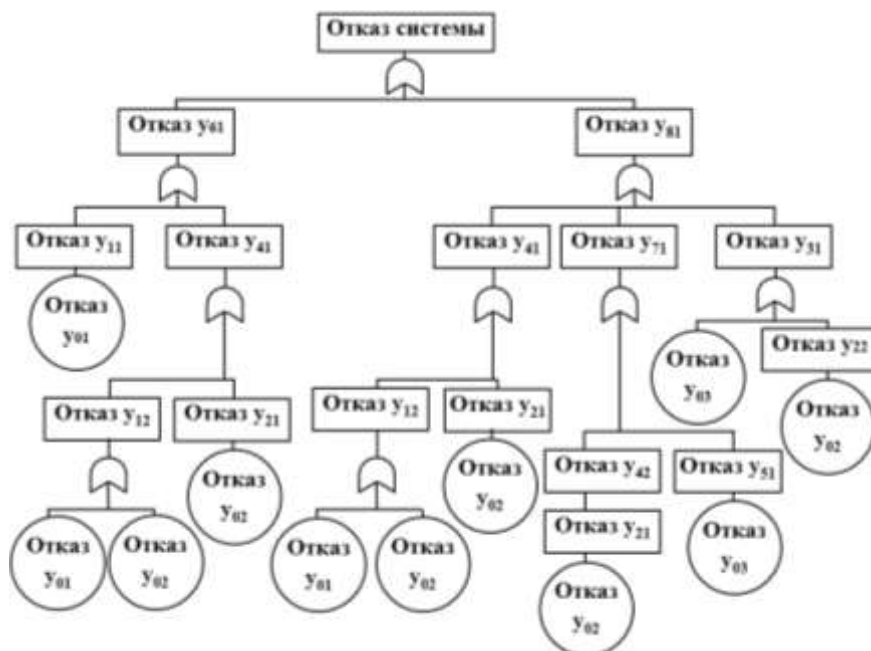 Отказ системы
Отказ y₆₁
Отказ y₈₁
Отказ y₁₁
Отказ y₄₁
Отказ y₄₁
Отказ y₇₁
Отказ y₅₁
Отказ
y₀₁
Отказ
y₀₃
Отказ y₂₂
Отказ
y₀₂
Отказ y₁₂
Отказ y₂₁
Отказ y₁₂
Отказ y₂₁
Отказ
y₀₂
Отказ
y₀₂
Отказ y₄₂
Отказ y₅₁
Отказ
y₀₁
Отказ
y₀₂
Отказ
y₀₁
Отказ
y₀₂
Отказ y₂₁
Отказ
y₀₃
Отказ
y₀₂